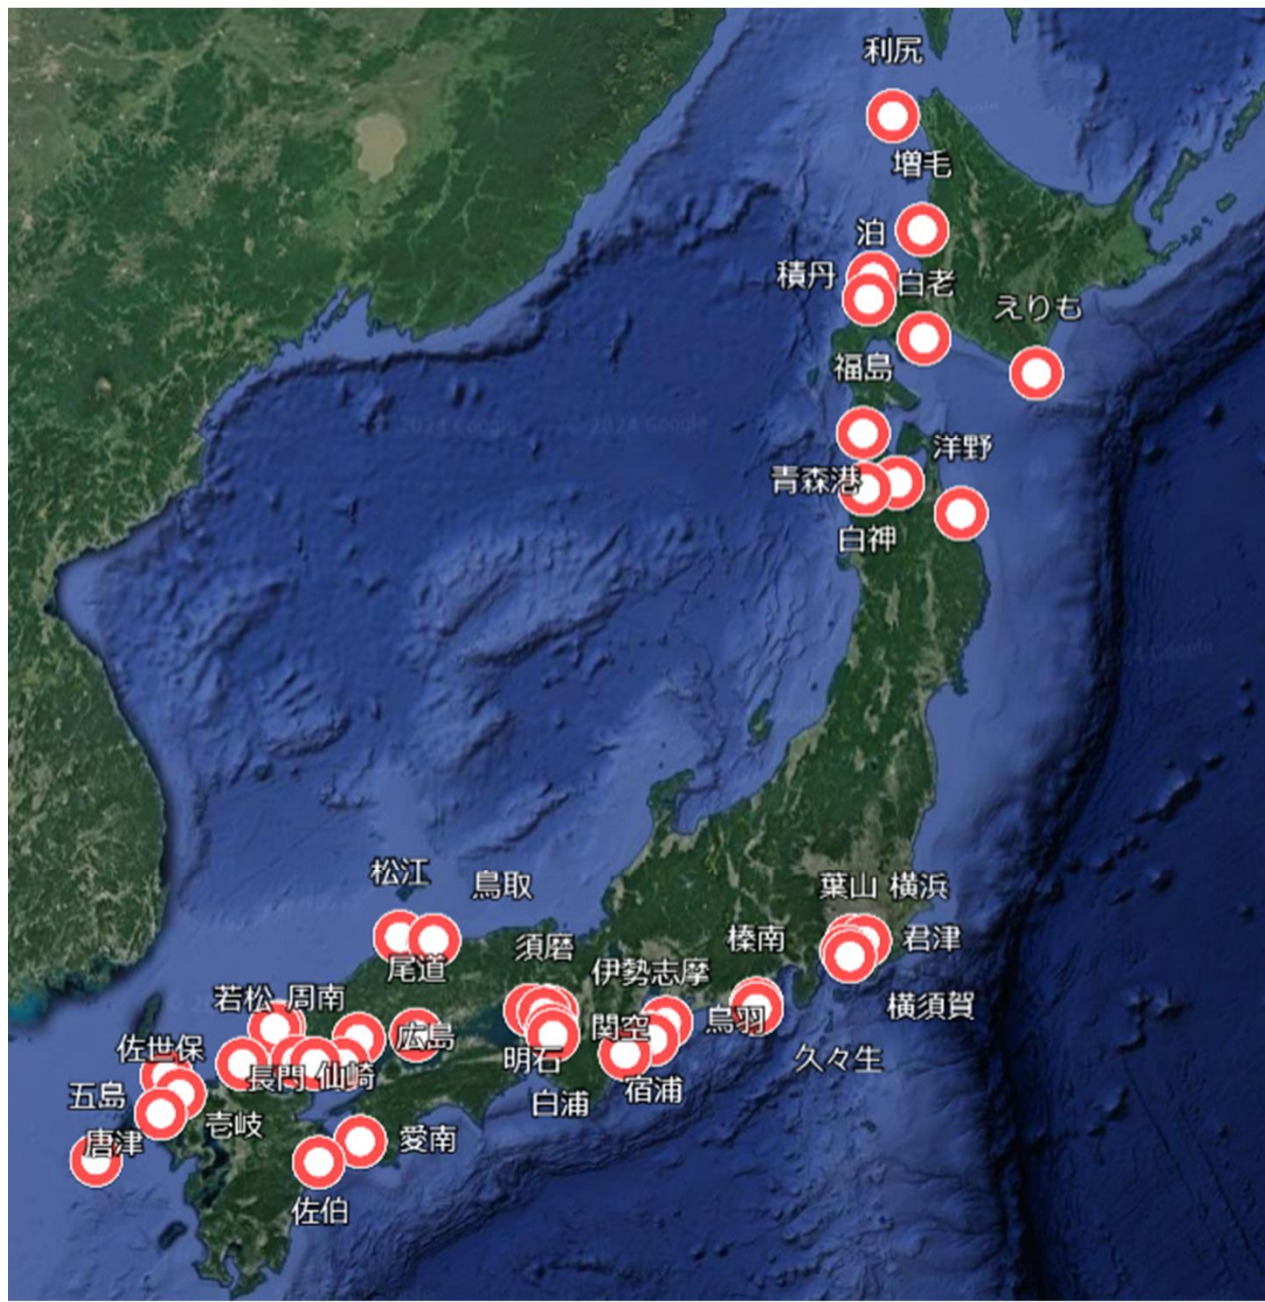 利尻
増毛
泊
積丹
白老
えりも
福島
洋野
青森港
白神
松江
鳥取
葉山
横浜
須磨
榛南
君津
尾道
伊勢志摩
若松
周南
横須賀
広島
関空
鳥羽
佐世保
明石
久々生
長門
仙崎
宿浦
五島
白浦
壱岐
唐津
愛南
佐伯
2024 Google